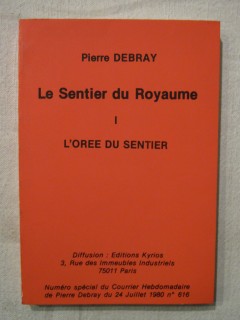 Pierre DEBRAY
Le Sentier du Royaume
I
L'OREE DU SENTIER
Diffusion : Editions Kyrios
3, Rue des Immeubles Industriels
75011 Paris
Numéro spécial du Courrier Hebdomadaire
de Pierre Debray du 24 Juillet 1980 n° 616